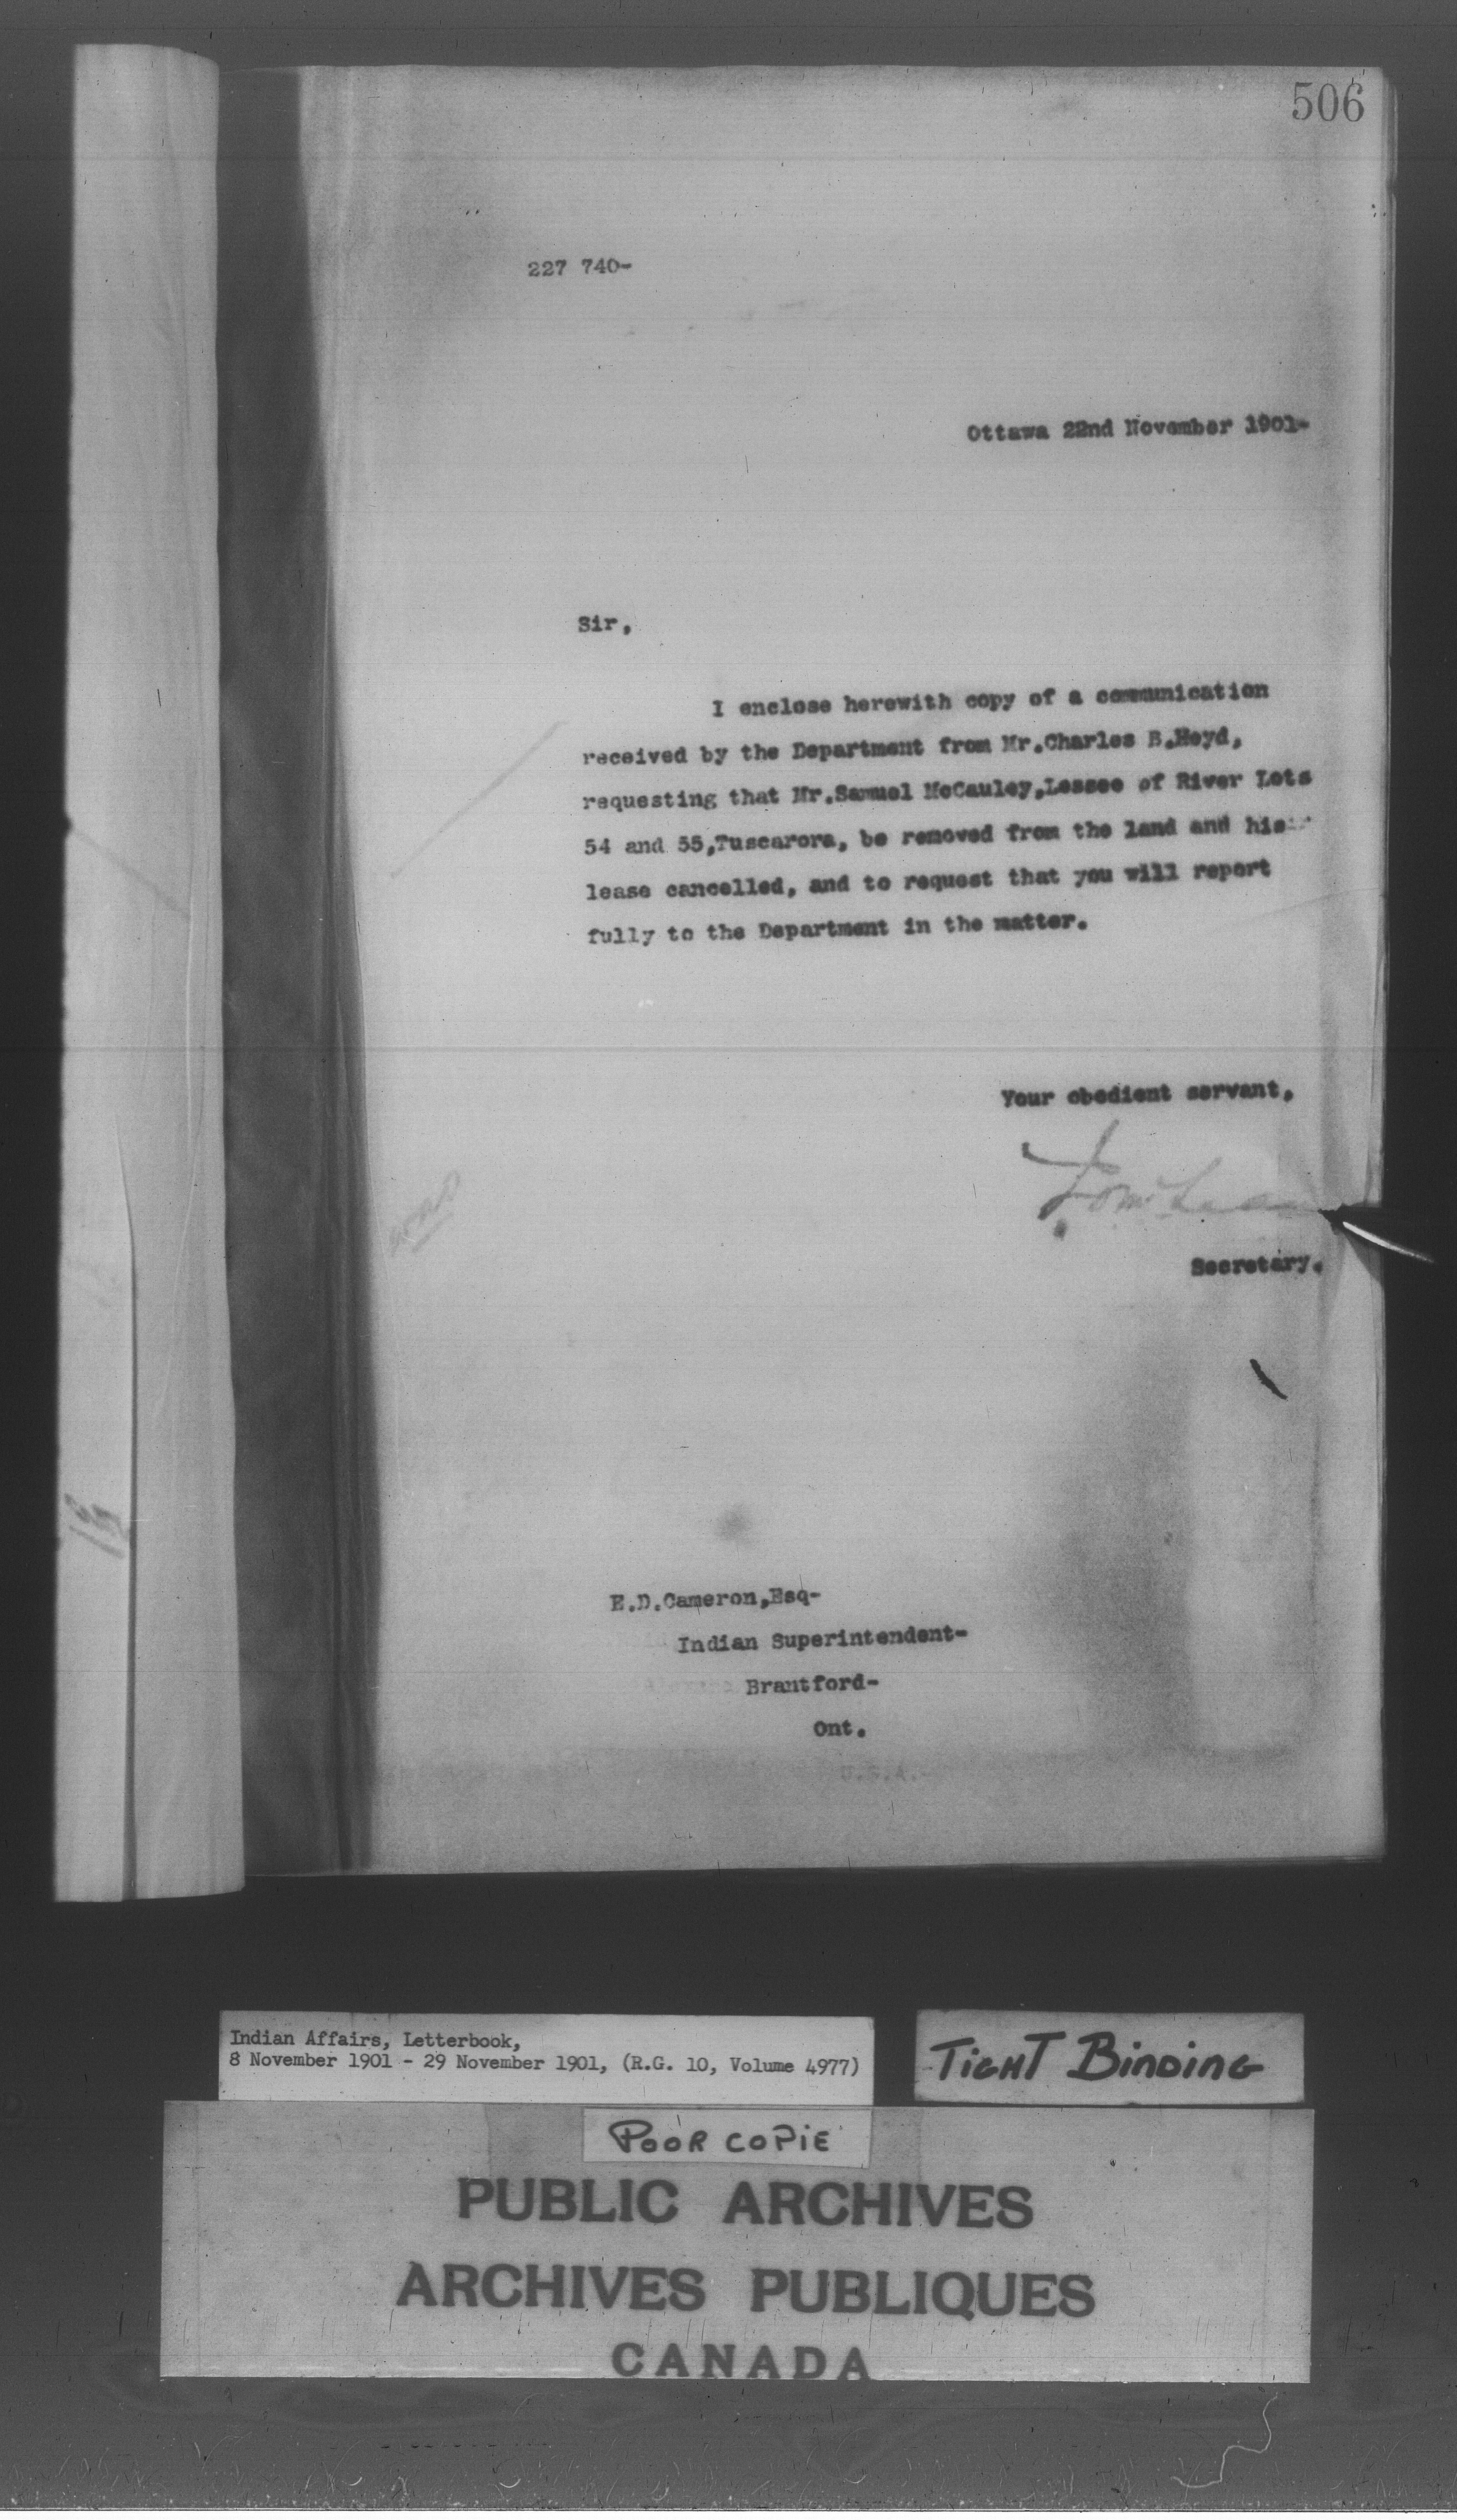 506
227 740-
Ottawa 22nd November 1901-
Sir,
I enclose herewith copy of a communication
received by the Department from Mr.Charles B.Heyd,
requesting that Mr.Samuel McCauley,Lessee of River Lots
54 and 55,Tuscarora, be removed from the land and his
lease cancelled, and to request that you will report
fully to the Department in the matter.
Your obedient servant,
Secretary.
E.D.Cameron,Esq-
Indian Superintendent-
Brantford-
Ont.
U.S.A.-
Indian Affairs, Letterbook,
8 November 1901 - 29 November 1901, (R.G. 10, Volume 4977)
TIGHT BINDING
POOR COPIE
PUBLIC ARCHIVES
ARCHIVES PUBLIQUES
CANADA